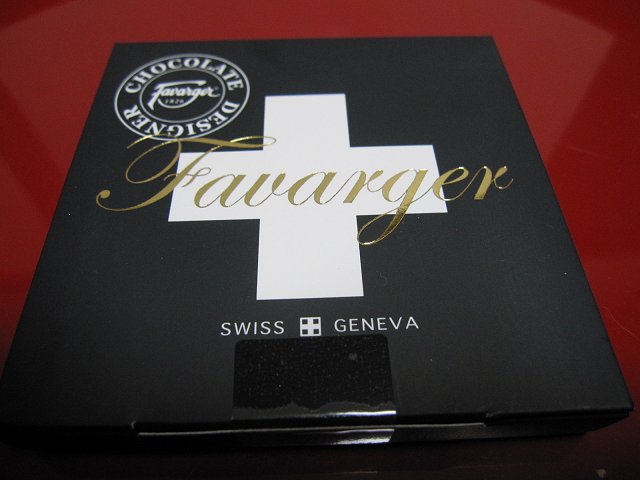 CHOCOLATE
Favarger
1826
DESIGNER
Favarger
SWISS GENEVA